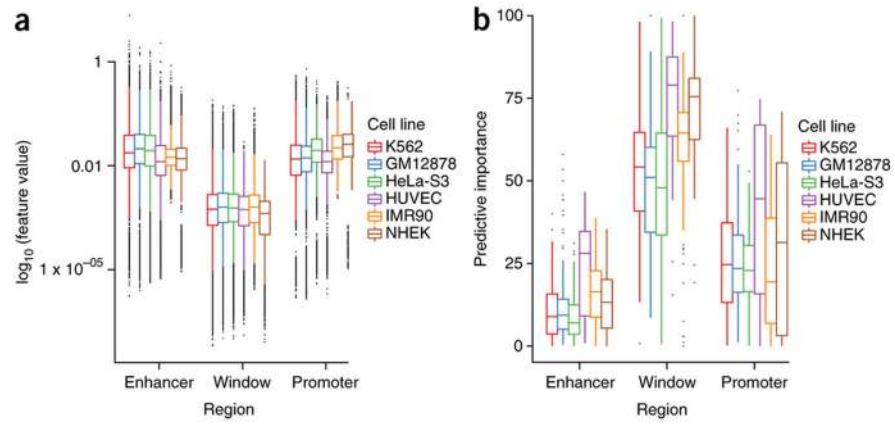 a
log10 (feature value)
1
0.01
1 x 10−05
Enhancer Window Promoter
Region
Cell line
K562
GM12878
HeLa-S3
HUVEC
IMR90
NHEK
b
Predictive importance
100
75
50
25
0
Enhancer Window Promoter
Region
Cell line
K562
GM12878
HeLa-S3
HUVEC
IMR90
NHEK